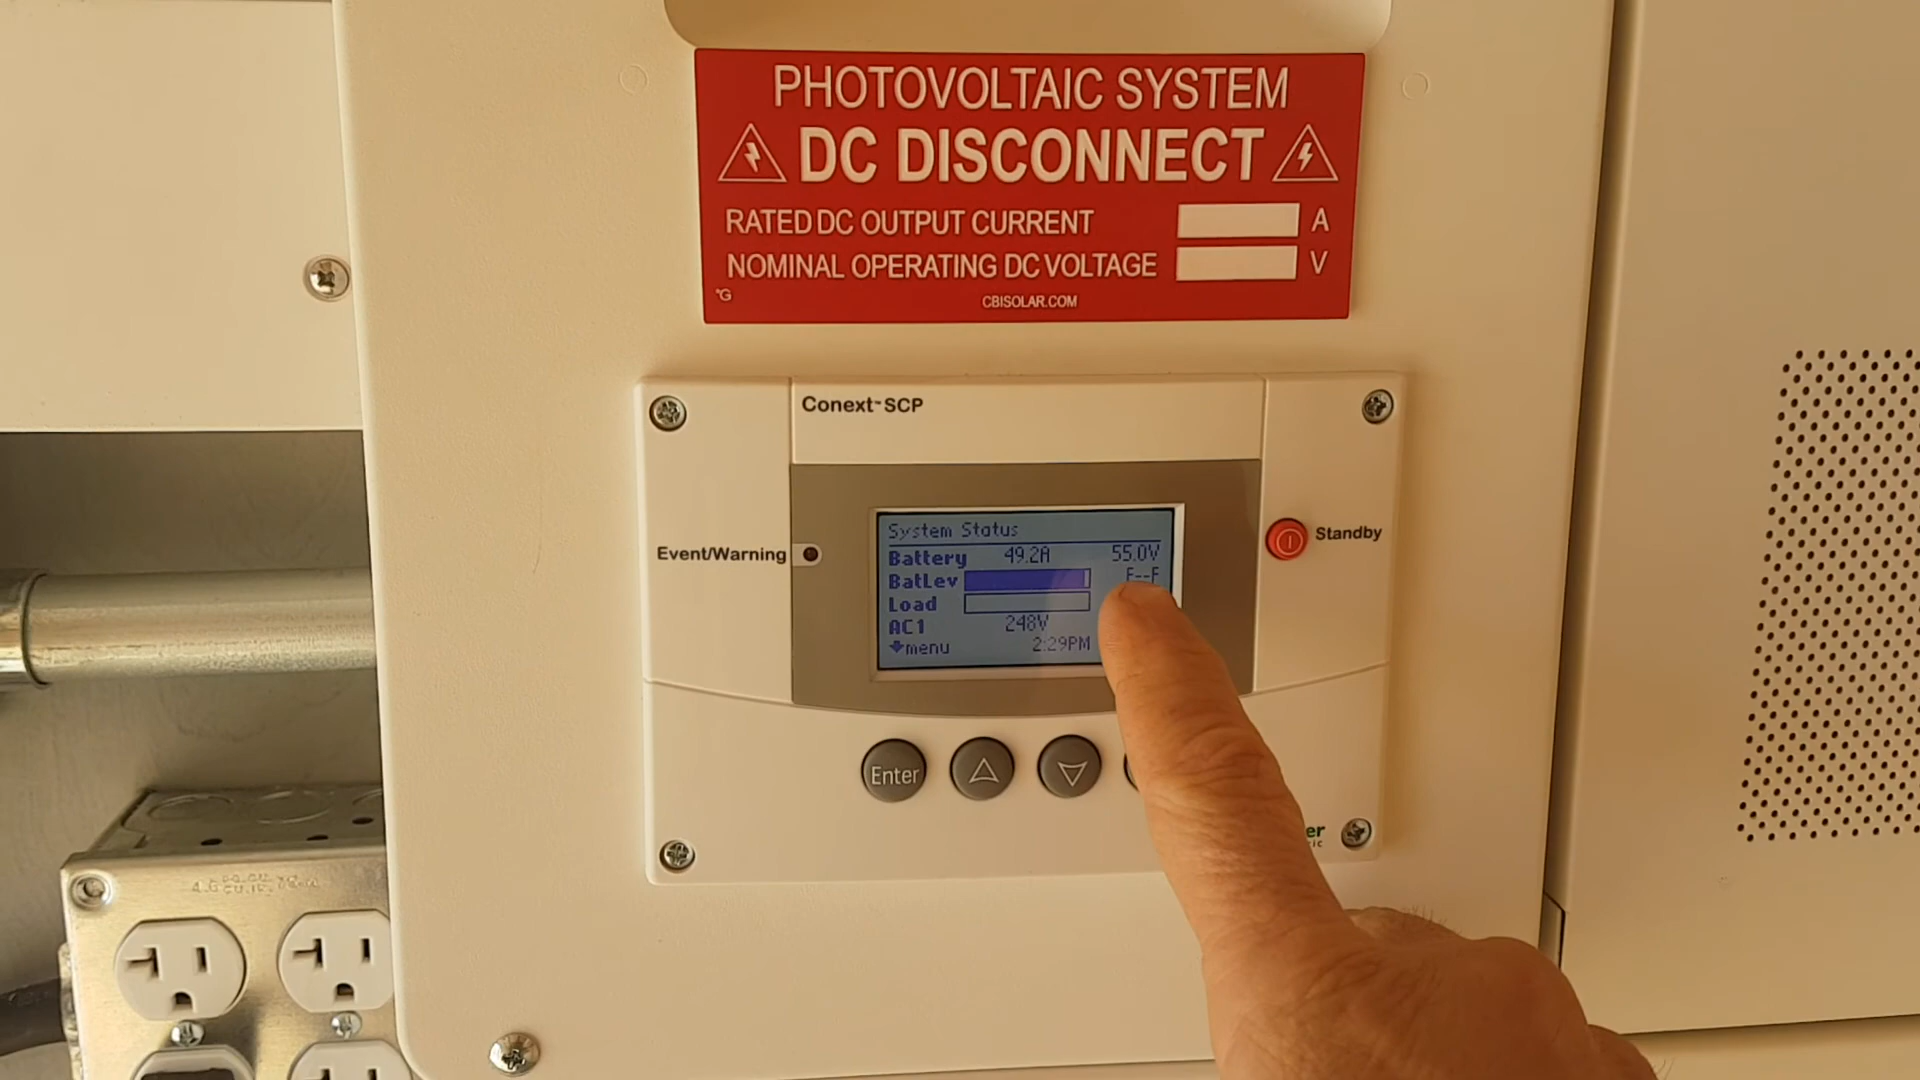 PHOTOVOLTAIC SYSTEM
DC DISCONNECT
RATED DC OUTPUT CURRENT A
NOMINAL OPERATING DC VOLTAGE V
CBISOLAR.COM
Conext™ SCP
Event/Warning
Standby
System Status
Battery 49.2A 55.0V
BatLev E--F
Load
AC1 248V
menu 2:29PM
Enter